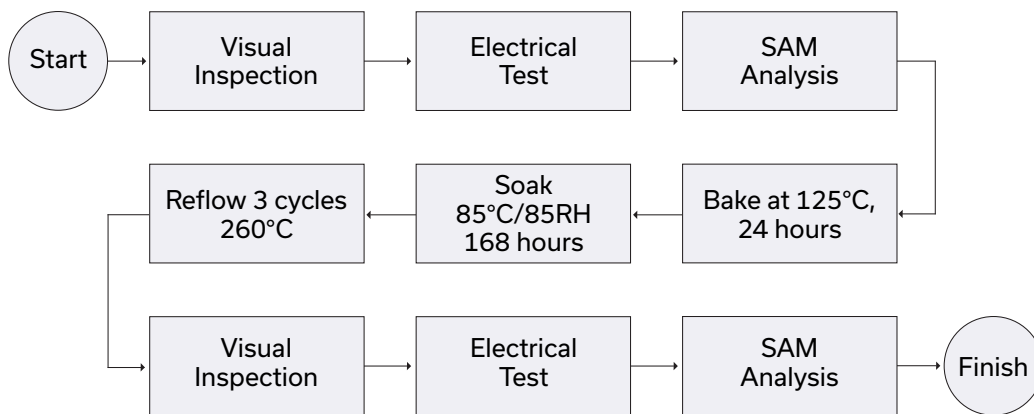 Start
Visual
Inspection
Electrical
Test
SAM
Analysis
Bake at 125°C,
24 hours
Soak
85°C/85RH
168 hours
Reflow 3 cycles
260°C
Visual
Inspection
Electrical
Test
SAM
Analysis
Finish